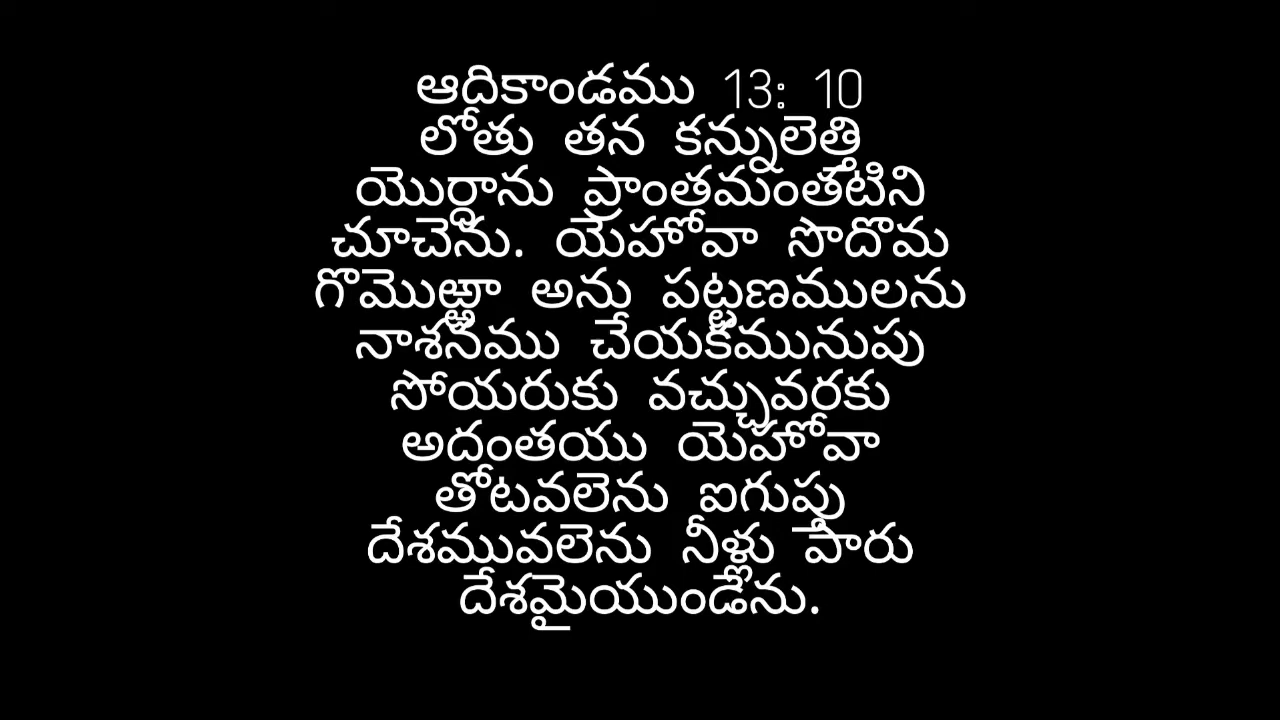 ఆదికాండము 13: 10
లోతు తన కన్నులెత్తి
యొర్దాను ప్రాంతమంతటిని
చూచెను. యెహోవా సొదొమ
గొమొఱ్ఱా అను పట్టణములను
నాశనము చేయకమునుపు
సోయరుకు వచ్చువరకు
అదంతయు యెహోవా
తోటవలెను ఐగుప్తు
దేశమువలెను నీళ్లు పారు
దేశమైయుండెను.